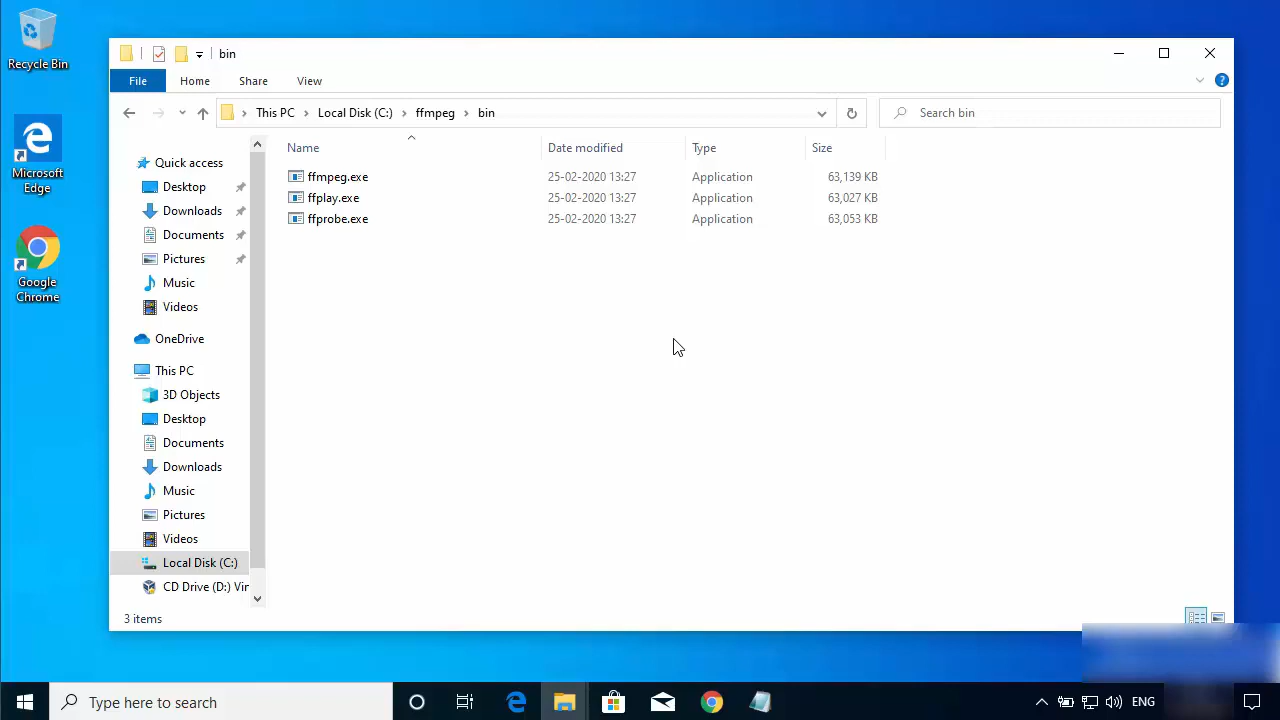 Recycle Bin
Microsoft
Edge
Google
Chrome
bin
File Home Share View
This PC Local Disk (C:) ffmpeg bin
Search bin
Name Date modified Type Size
ffmpeg.exe 25-02-2020 13:27 Application 63,139 KB
ffplay.exe 25-02-2020 13:27 Application 63,027 KB
ffprobe.exe 25-02-2020 13:27 Application 63,053 KB
Quick access
Desktop
Downloads
Documents
Pictures
Music
Videos
OneDrive
This PC
3D Objects
Desktop
Documents
Downloads
Music
Pictures
Videos
Local Disk (C:)
CD Drive (D:) Vir
3 items
Type here to search
ENG